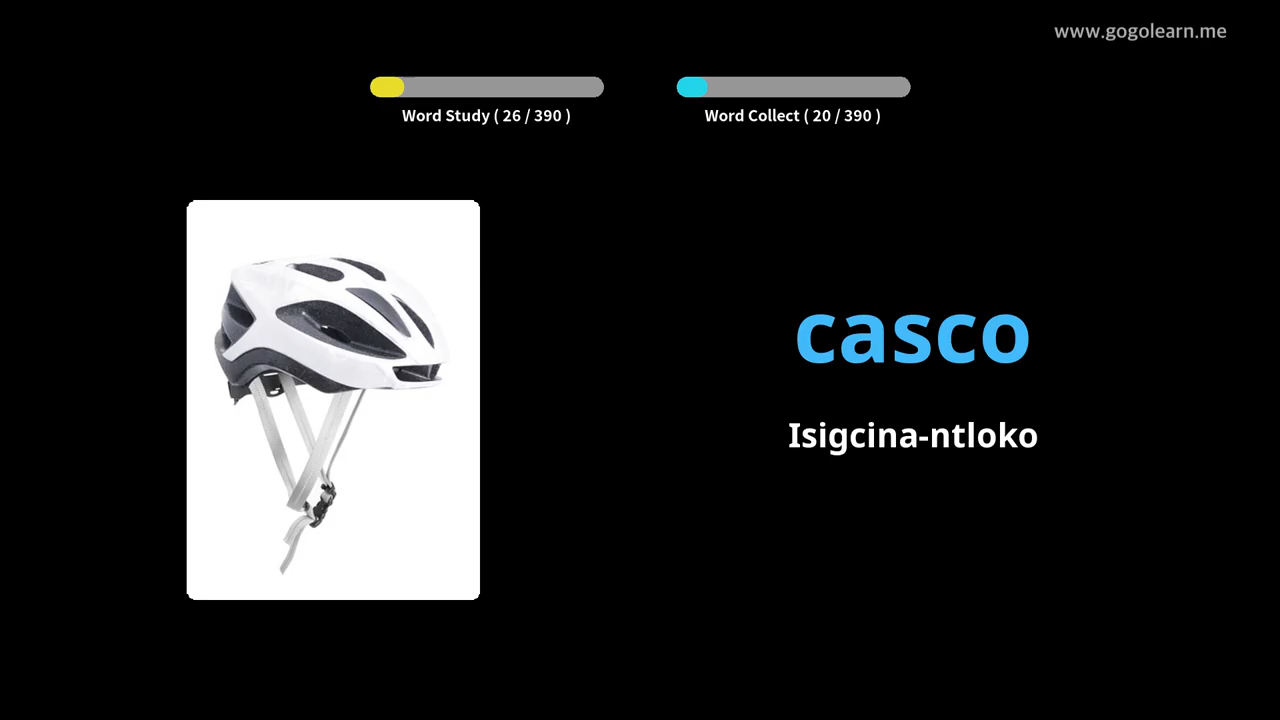 www.gogolearn.me
Word Study ( 26 / 390 )
Word Collect ( 20 / 390 )
casco
Isigcina-ntloko